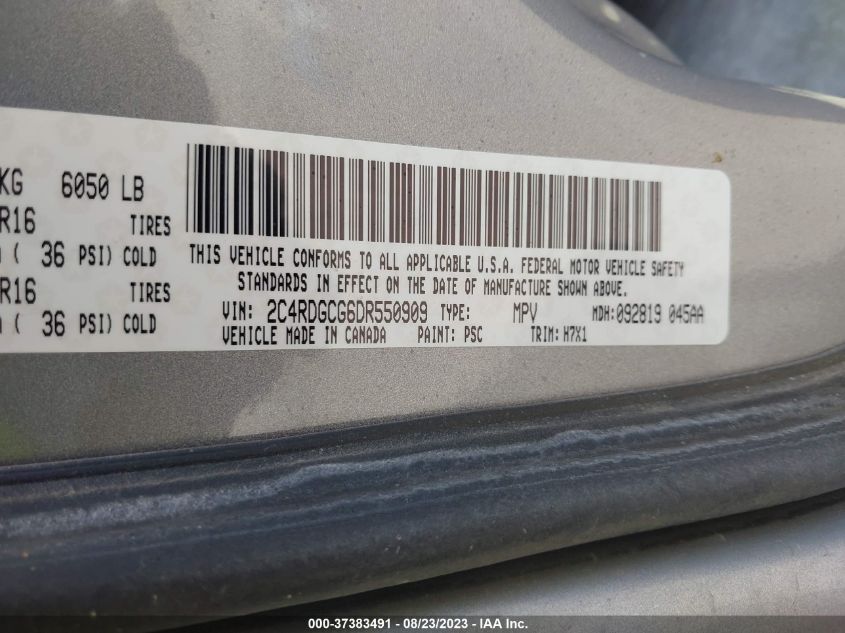 KG 6050 LB
R16 TIRES
( 36 PSI) COLD
R16 TIRES
( 36 PSI) COLD
THIS VEHICLE CONFORMS TO ALL APPLICABLE U.S.A. FEDERAL MOTOR VEHICLE SAFETY
STANDARDS IN EFFECT ON THE DATE OF MANUFACTURE SHOWN ABOVE.
VIN: 2C4RDGCG6DR550909 TYPE: MPV MDH:092819 045AA
VEHICLE MADE IN CANADA PAINT: PSC TRIM: H7X1
000-37383491 - 08/23/2023 - IAA Inc.